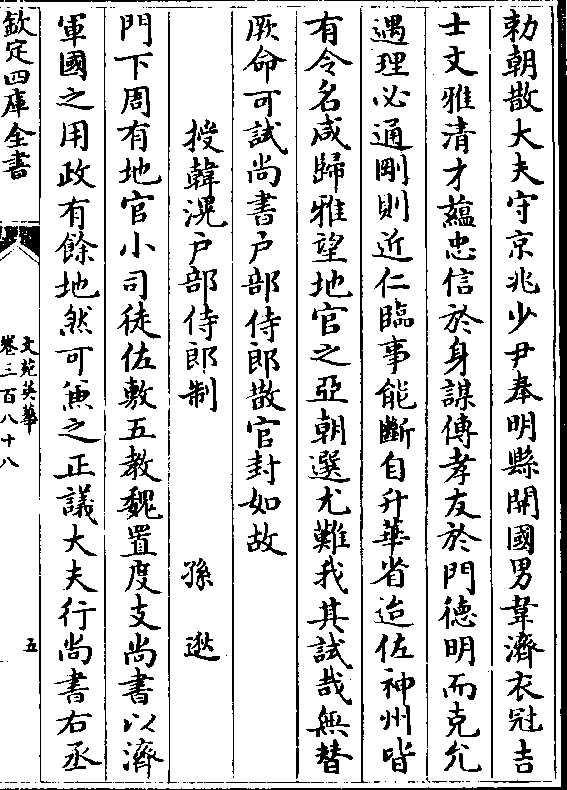 勅朝散大夫守京兆少尹奉明縣開國男韋濟衣冠吉
士文雅清才蘊忠信於身謀傳孝友於門德明而克允
遇理必通剛則近仁臨事能斷自升華省迨佐神州皆
有令名咸歸雅望地官之亞朝選尤難我其試哉無替
厥命可試尚書户部侍郎散官封如故
授韓滉户部侍郎制 孫逖
門下周有地官小司徒佐敷五教魏置度支尚書以濟
軍國之用政有餘地然可兼之正議大夫行尚書右丞
欽定四庫全書
文苑英華
卷三百八十八
五